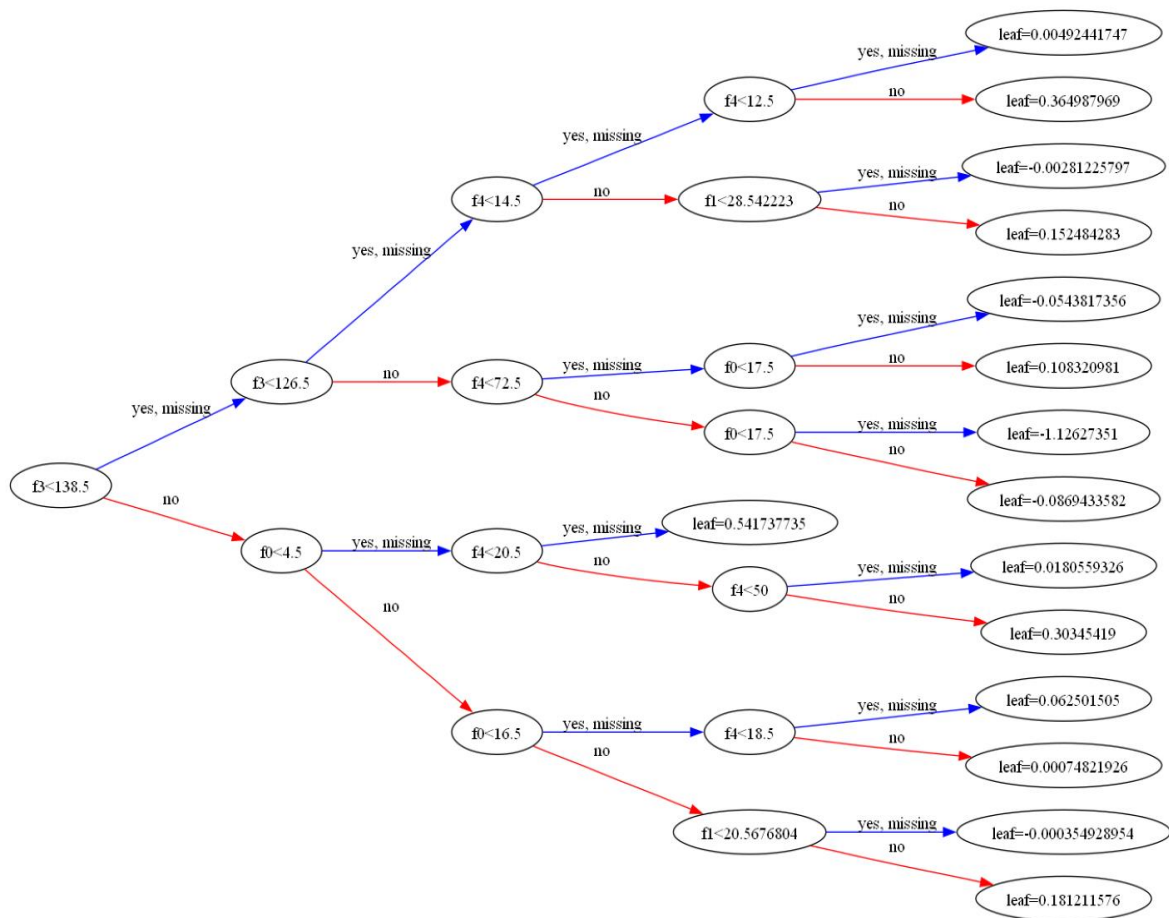 leaf=0.00492441747
yes, missing
f4<12.5
no
leaf=0.364987969
yes, missing
leaf=-0.00281225797
yes, missing
f4<14.5
no
f1<28.542223
no
leaf=0.152484283
yes, missing
leaf=-0.0543817356
yes, missing
f3<126.5
no
f4<72.5
yes, missing
f0<17.5
no
leaf=0.108320981
yes, missing
no
f0<17.5
yes, missing
leaf=-1.12627351
no
leaf=-0.0869433582
f3<138.5
no
leaf=0.541737735
yes, missing
f0<4.5
yes, missing
f4<20.5
no
f4<50
yes, missing
leaf=0.0180559326
no
leaf=0.30345419
no
leaf=0.062501505
yes, missing
f0<16.5
yes, missing
f4<18.5
no
leaf=0.00074821926
no
f1<20.5676804
yes, missing
leaf=-0.000354928954
no
leaf=0.181211576